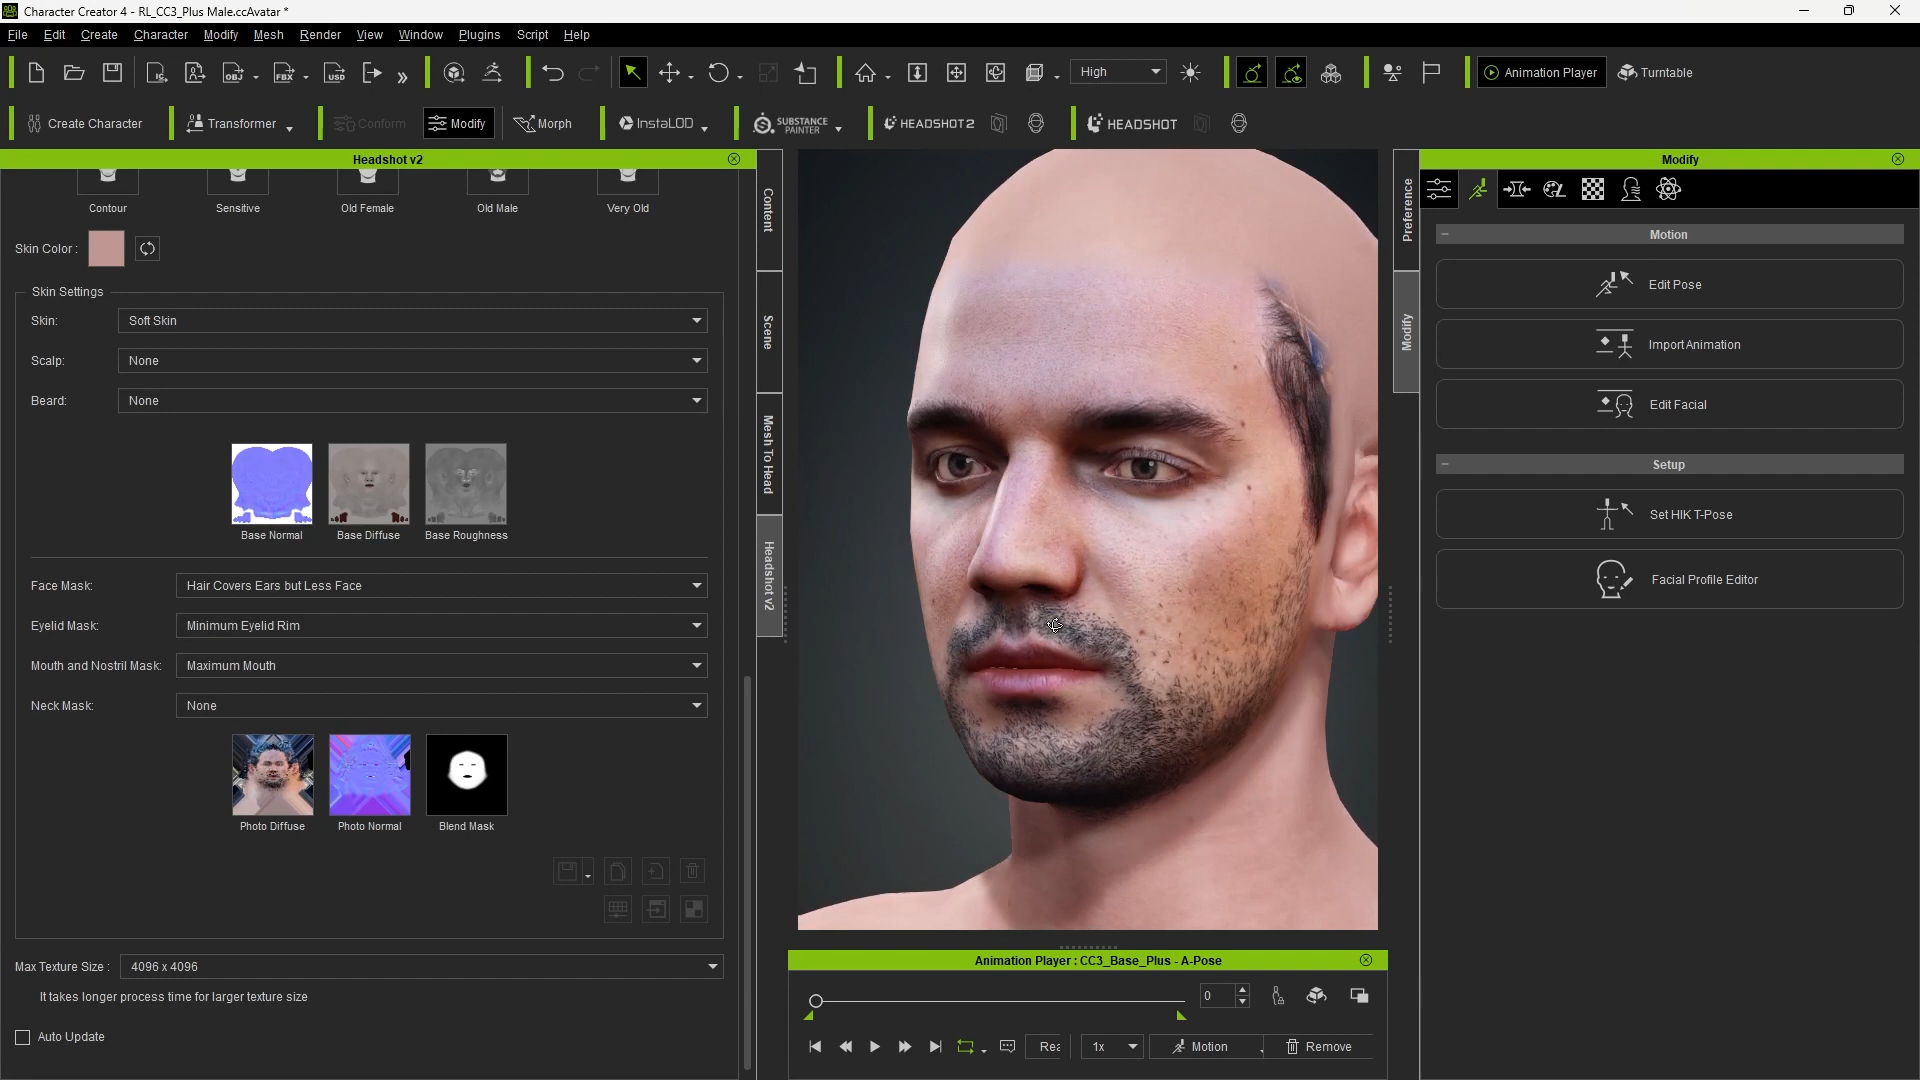 Character Creator 4 - RL_CC3_Plus Male.ccAvatar *
File Edit Create Character Modify Mesh Render View Window Plugins Script Help
iC OBJ FBX USD High Animation Player Turntable
Create Character Transformer Conform Modify Morph InstaLOD SUBSTANCE PAINTER HEADSHOT 2 HEADSHOT
Headshot v2
Contour Sensitive Old Female Old Male Very Old
Skin Color :
Skin Settings
Skin: Soft Skin
Scalp: None
Beard: None
Base Normal Base Diffuse Base Roughness
Face Mask: Hair Covers Ears but Less Face
Eyelid Mask: Minimum Eyelid Rim
Mouth and Nostril Mask: Maximum Mouth
Neck Mask: None
Photo Diffuse Photo Normal Blend Mask
Max Texture Size : 4096 x 4096
It takes longer process time for larger texture size
Auto Update
Content
Scene
Mesh To Head
Headshot v2
Animation Player : CC3_Base_Plus - A-Pose
0
Rea 1x Motion Remove
Preference
Modify
Modify
Motion
Edit Pose
Import Animation
Edit Facial
Setup
Set HIK T-Pose
Facial Profile Editor